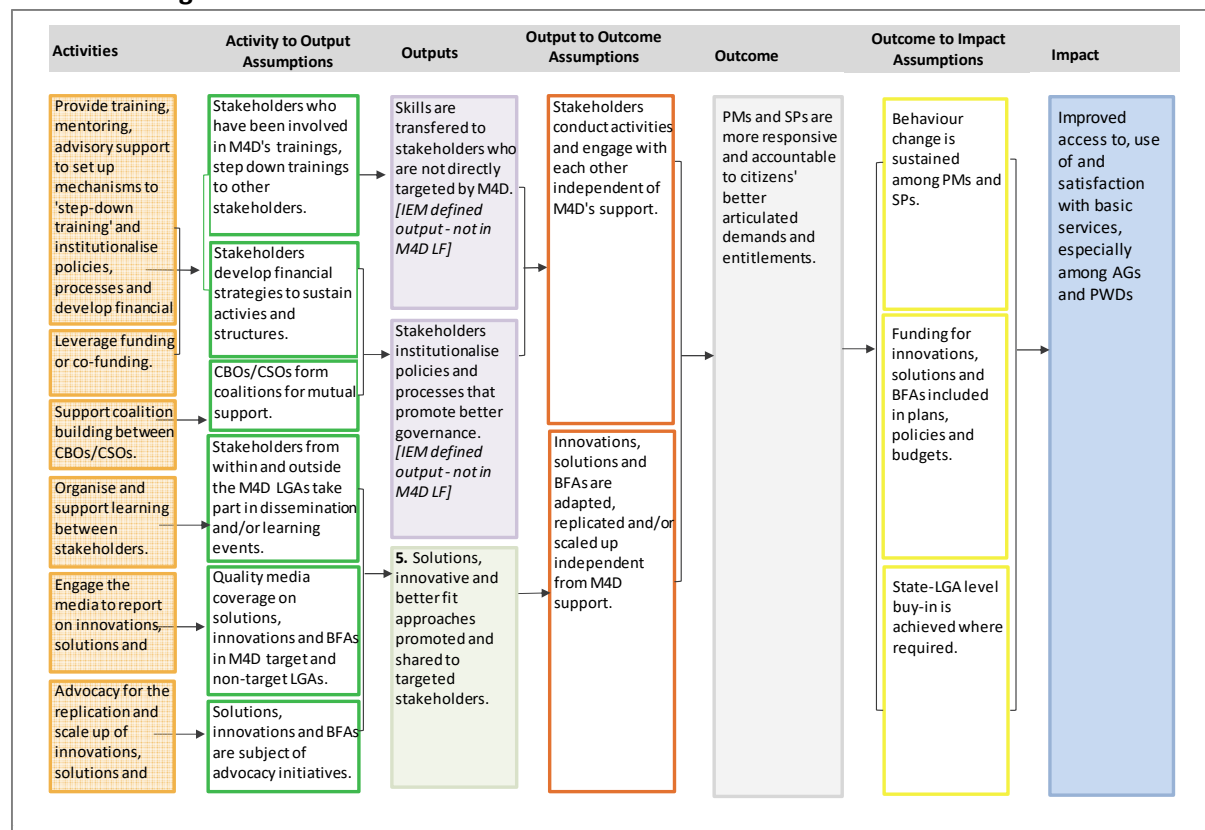 Activities
Activity to Output
Assumptions
Outputs
Output to Outcome
Assumptions
Outcome
Outcome to Impact
Assumptions
Impact
Provide training,
mentoring,
advisory support
to set up
mechanisms to
'step-down
training' and
institutionalise
policies,
processes and
develop financial
Leverage funding
or co-funding.
Support coalition
building between
CBOs/CSOs.
Organise and
support learning
between
stakeholders.
Engage the
media to report
on innovations,
solutions and
Advocacy for the
replication and
scale up of
innovations,
solutions and
Stakeholders who
have been involved
in M4D's trainings,
step down trainings
to other
stakeholders.
Stakeholders
develop financial
strategies to sustain
activies and
structures.
CBOs/CSOs form
coalitions for mutual
support.
Stakeholders from
within and outside
the M4D LGAs take
part in dissemination
and/or learning
events.
Quality media
coverage on
solutions,
innovations and BFAs
in M4D target and
non-target LGAs.
Solutions,
innovations and BFAs
are subject of
advocacy initiatives.
Skills are
transfered to
stakeholders who
are not directly
targeted by M4D.
[IEM defined
output - not in
M4D LF]
Stakeholders
institutionalise
policies and
processes that
promote better
governance.
[IEM defined
output - not in
M4D LF]
5. Solutions,
innovative and
better fit
approaches
promoted and
shared to
targeted
stakeholders.
Stakeholders
conduct activities
and engage with
each other
independent of
M4D's support.
Innovations,
solutions and
BFAs are
adapted,
replicated and/or
scaled up
independent
from M4D
support.
PMs and SPs are
more responsive
and accountable
to citizens'
better
articulated
demands and
entitlements.
Behaviour
change is
sustained
among PMs and
SPs.
Funding for
innovations,
solutions and
BFAs included
in plans,
policies and
budgets.
State-LGA level
buy-in is
achieved where
required.
Improved
access to, use
of and
satisfaction
with basic
services,
especially
among AGs
and PWDs